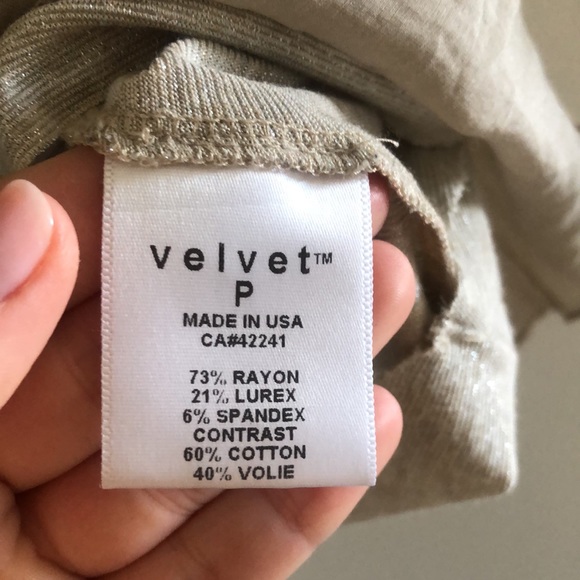 velvet™
P
MADE IN USA
CA#42241
73% RAYON
21% LUREX
6% SPANDEX
CONTRAST
60% COTTON
40% VOLIE